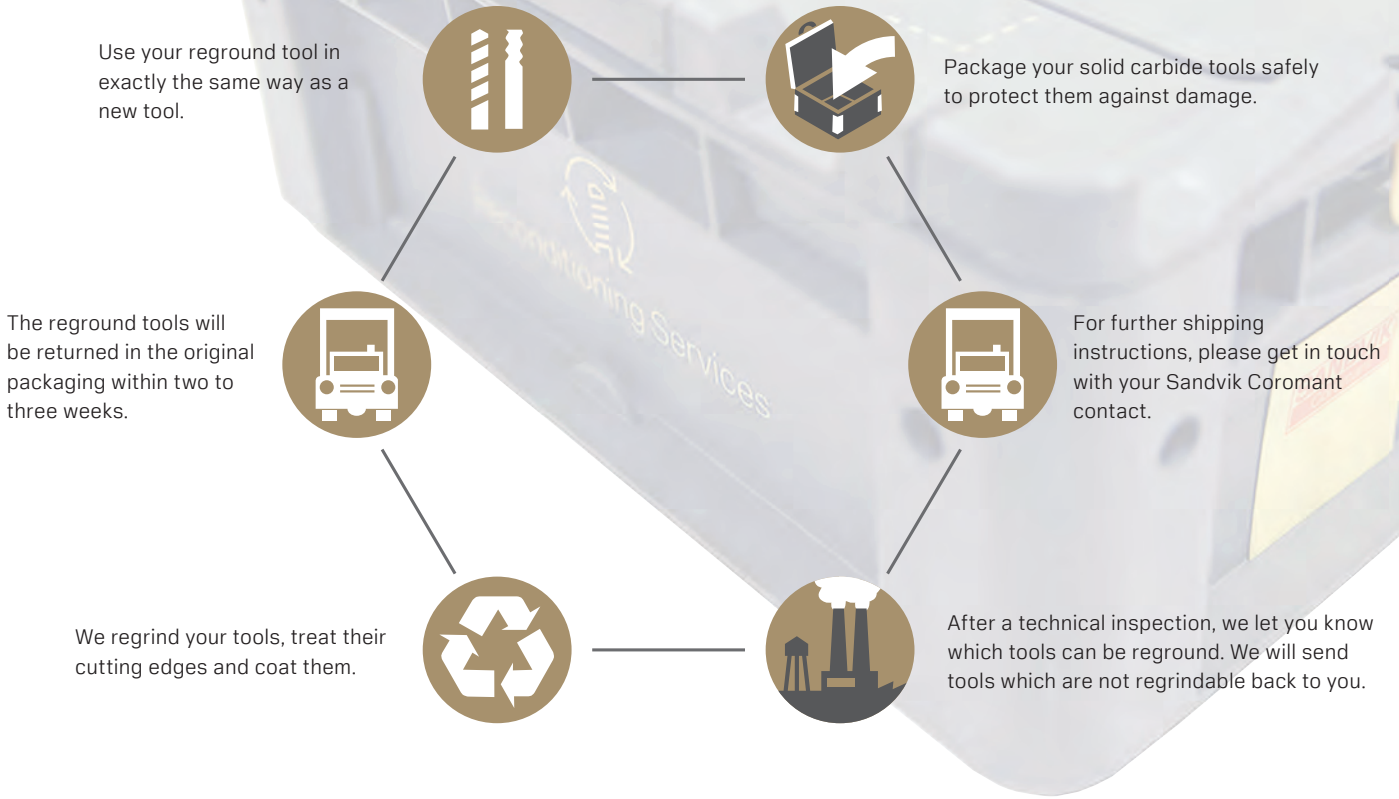 Use your reground tool in
exactly the same way as a
new tool.
Package your solid carbide tools safely
to protect them against damage.
The reground tools will
be returned in the original
packaging within two to
three weeks.
For further shipping
instructions, please get in touch
with your Sandvik Coromant
contact.
We regrind your tools, treat their
cutting edges and coat them.
After a technical inspection, we let you know
which tools can be reground. We will send
tools which are not regrindable back to you.
Reconditioning Services
SANDVIK